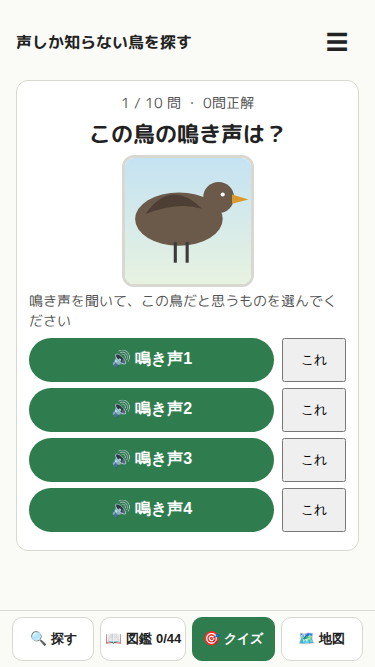 声しか知らない鳥を探す
1 / 10 問 · 0問正解
この鳥の鳴き声は？
鳴き声を聞いて、この鳥だと思うものを選んでく
ださい
鳴き声1 これ
鳴き声2 これ
鳴き声3 これ
鳴き声4 これ
探す 図鑑 0/44 クイズ 地図